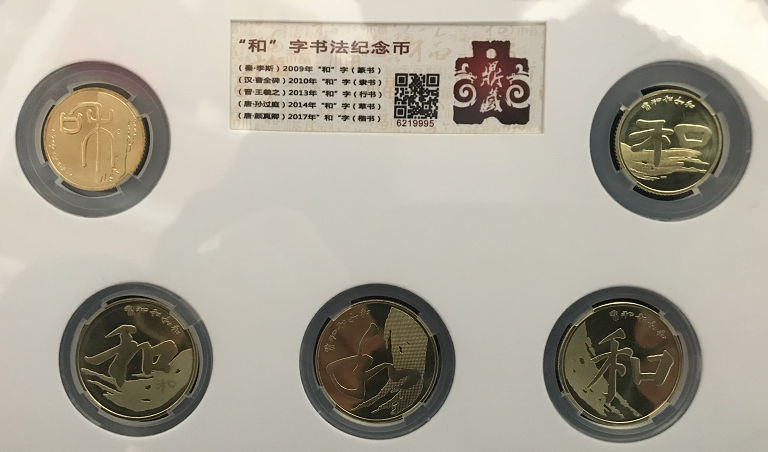 “和”字书法纪念币
(秦·李斯)2009年“和”字(篆书)
(汉·曹全碑)2010年“和”字(隶书)
(晋·王羲之)2013年“和”字(行书)
(唐·孙过庭)2014年“和”字(草书)
(唐·颜真卿)2017年“和”字(楷书)
6219995
鼎藏
和
和
和
和
和